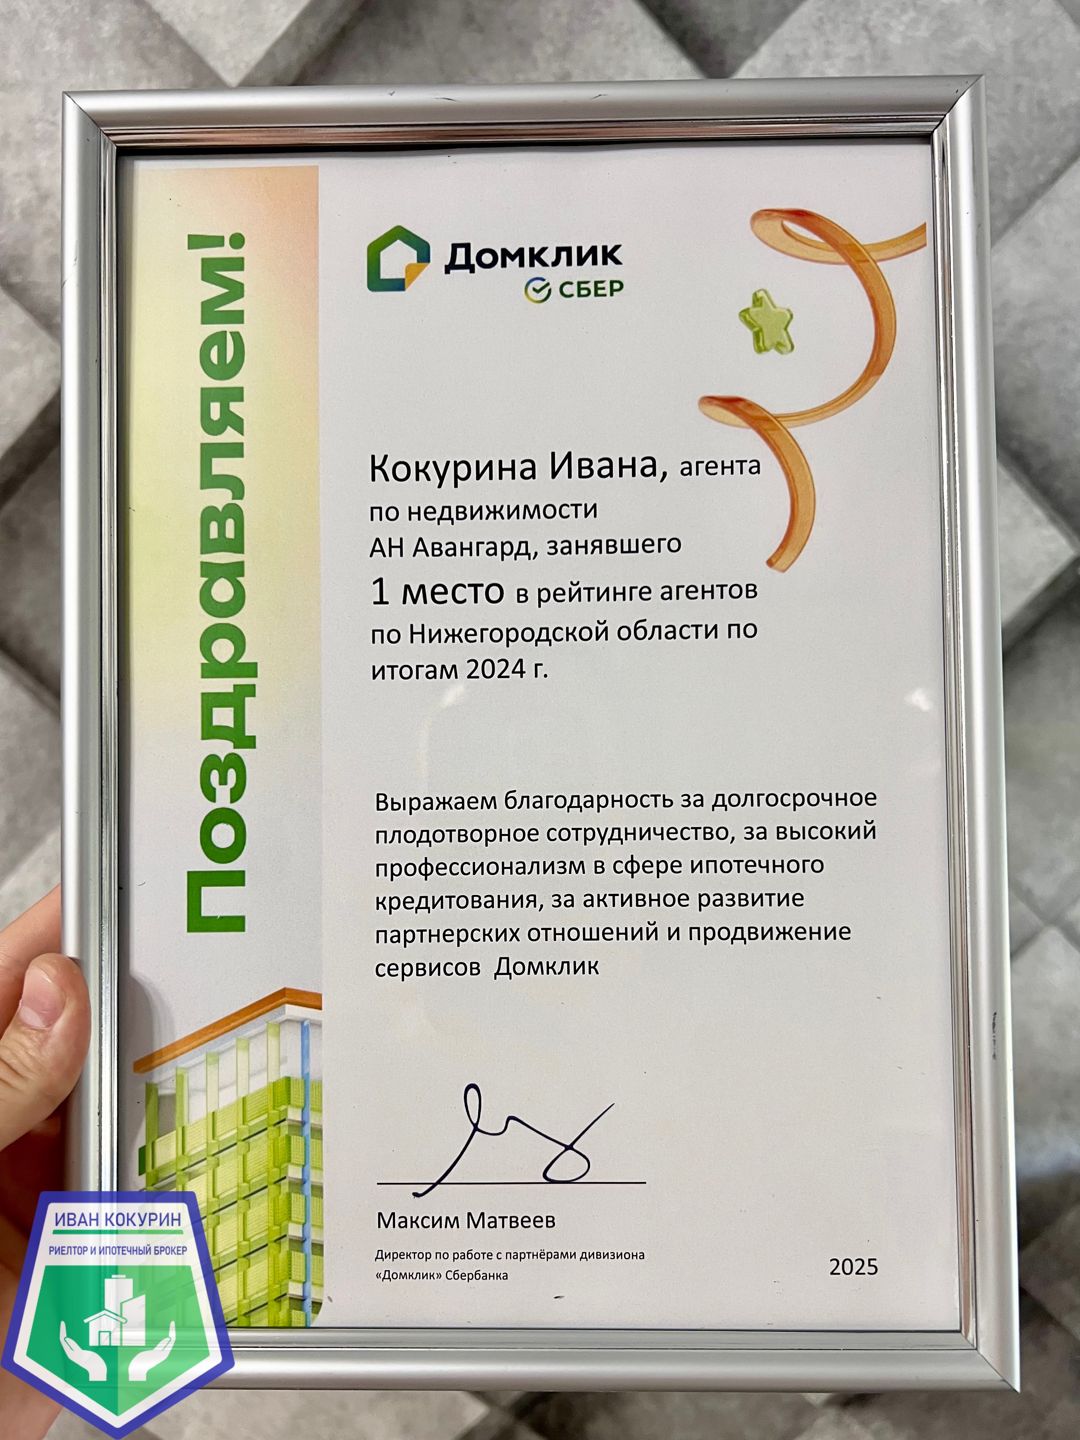 Поздравляем!
Домклик
СБЕР
Кокурина Ивана, агента
по недвижимости
АН Авангард, занявшего
1 место в рейтинге агентов
по Нижегородской области по
итогам 2024 г.
Выражаем благодарность за долгосрочное
плодотворное сотрудничество, за высокий
профессионализм в сфере ипотечного
кредитования, за активное развитие
партнерских отношений и продвижение
сервисов Домклик
Максим Матвеев
Директор по работе с партнёрами дивизиона
«Домклик» Сбербанка
2025
ИВАН КОКУРИН
РИЕЛТОР И ИПОТЕЧНЫЙ БРОКЕР